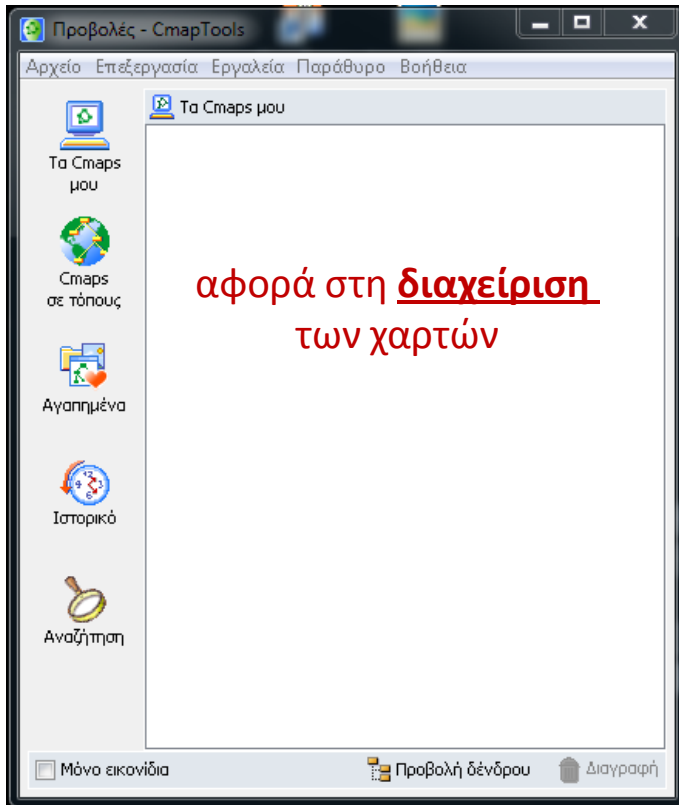 Προβολές - CmapTools
Αρχείο Επεξεργασία Εργαλεία Παράθυρο Βοήθεια
Τα Cmaps μου
Τα Cmaps
μου
Cmaps
σε τόπους
Αγαπημένα
Ιστορικό
Αναζήτηση
αφορά στη διαχείριση
των χαρτών
Μόνο εικονίδια
Προβολή δένδρου
Διαγραφή